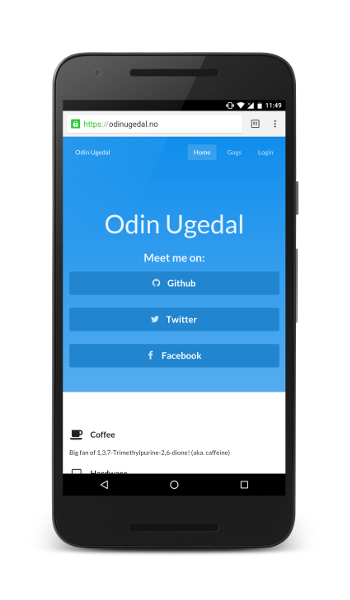 11:49
https://odinugedal.no
Odin Ugedal Home Gogs Login
Odin Ugedal
Meet me on:
Github
Twitter
Facebook
Coffee
Big fan of 1,3,7-Trimethylpurine-2,6-dione! (aka. caffeine)
Hardware